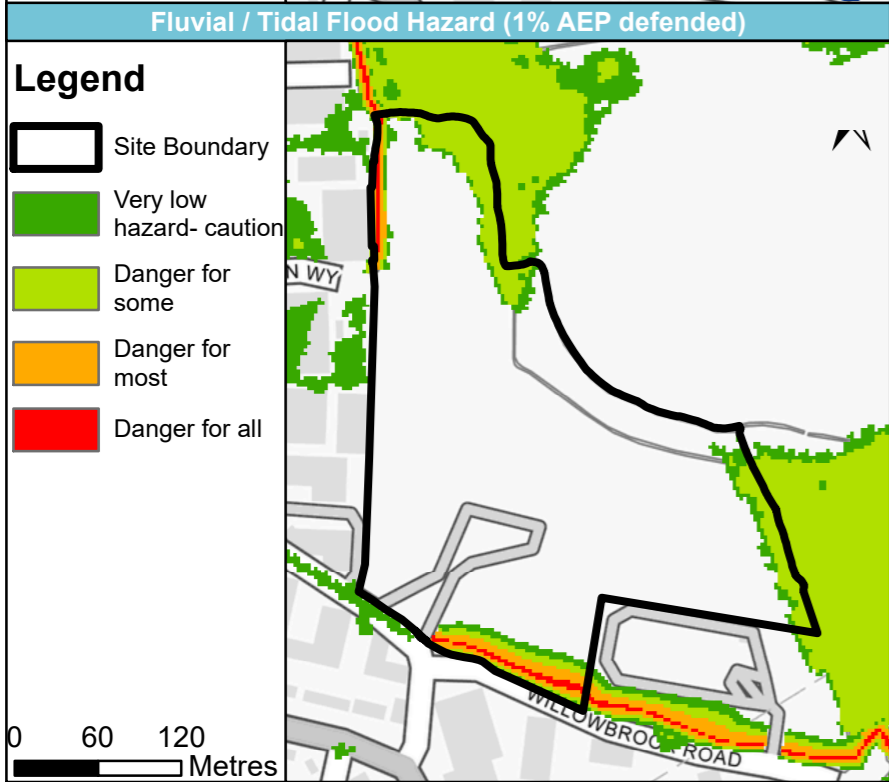 Fluvial / Tidal Flood Hazard (1% AEP defended)
Legend
Site Boundary
Very low
hazard- caution
Danger for
some
Danger for
most
Danger for all
0 60 120
Metres
N WY
WILLOWBROOK ROAD